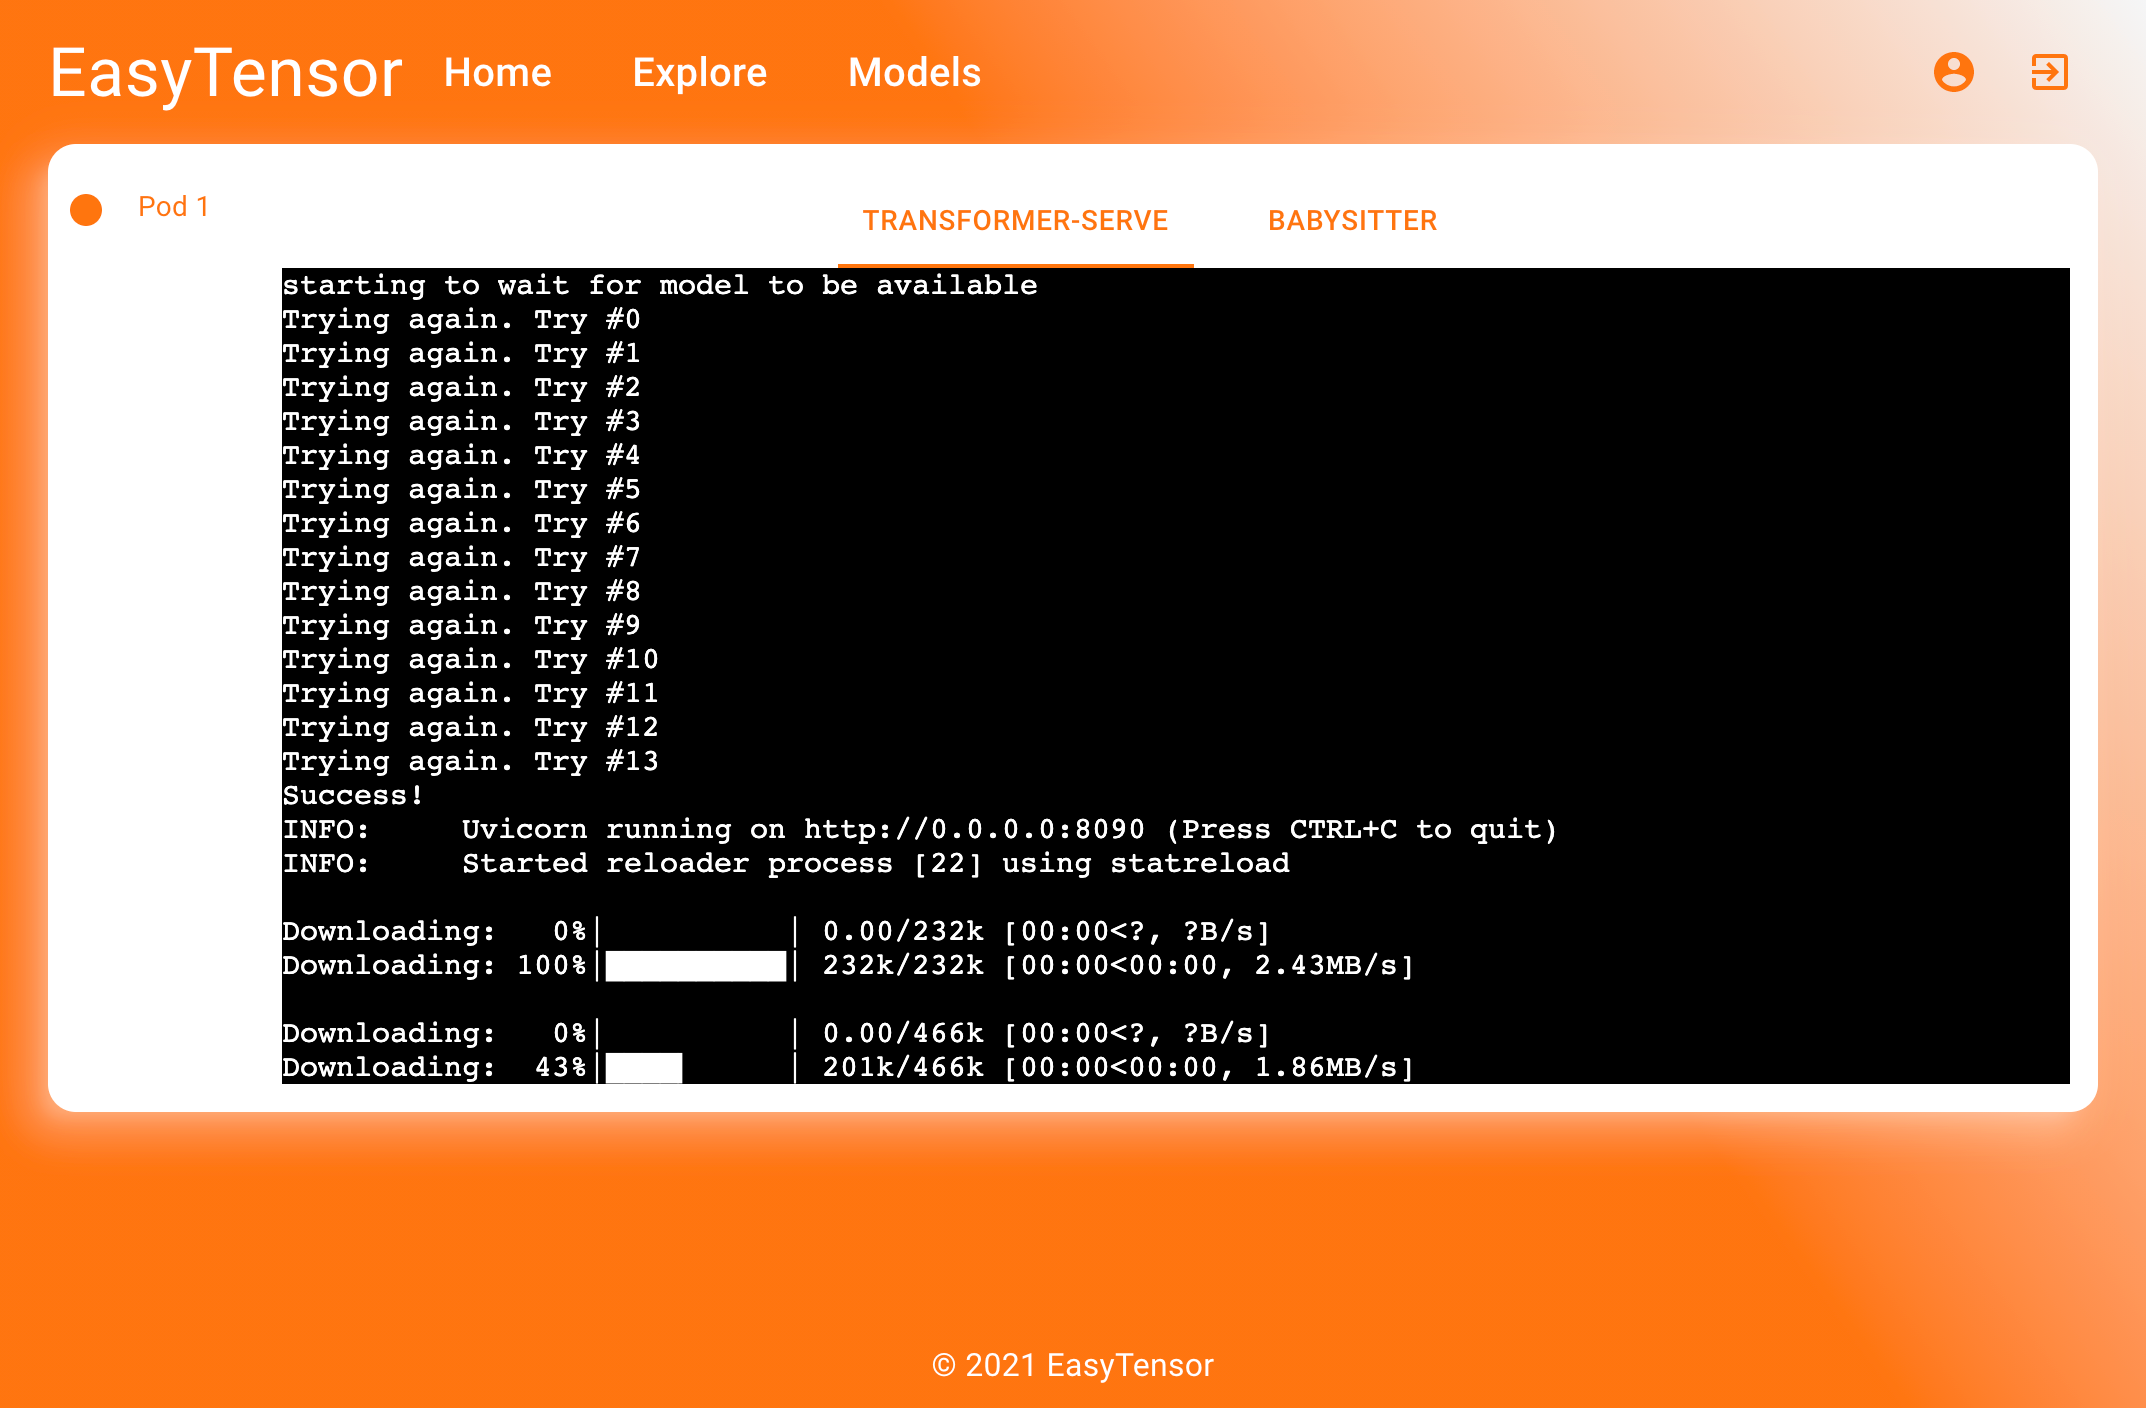 EasyTensor Home Explore Models
Pod 1
TRANSFORMER-SERVE BABYSITTER
starting to wait for model to be available
Trying again. Try #0
Trying again. Try #1
Trying again. Try #2
Trying again. Try #3
Trying again. Try #4
Trying again. Try #5
Trying again. Try #6
Trying again. Try #7
Trying again. Try #8
Trying again. Try #9
Trying again. Try #10
Trying again. Try #11
Trying again. Try #12
Trying again. Try #13
Success!
INFO:     Uvicorn running on http://0.0.0.0:8090 (Press CTRL+C to quit)
INFO:     Started reloader process [22] using statreload
Downloading:   0%|          | 0.00/232k [00:00<?, ?B/s]
Downloading: 100%|██████████| 232k/232k [00:00<00:00, 2.43MB/s]
Downloading:   0%|          | 0.00/466k [00:00<?, ?B/s]
Downloading:  43%|████▎     | 201k/466k [00:00<00:00, 1.86MB/s]
© 2021 EasyTensor